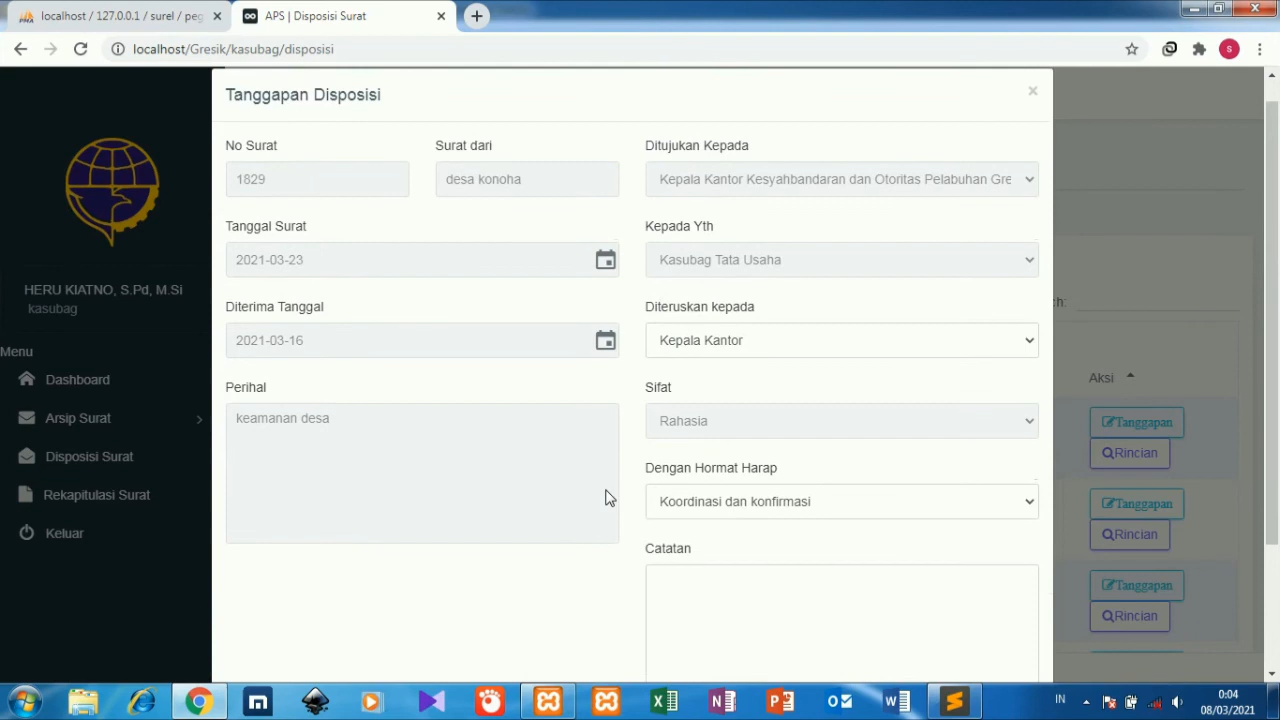 localhost / 127.0.0.1 / surel / peg
APS | Disposisi Surat
localhost/Gresik/kasubag/disposisi
s
HERU KIATNO, S.Pd, M.Si
kasubag
Menu
Dashboard
Arsip Surat
Disposisi Surat
Rekapitulasi Surat
Keluar
Tanggapan Disposisi
×
No Surat
1829
Surat dari
desa konoha
Tanggal Surat
2021-03-23
Diterima Tanggal
2021-03-16
Perihal
keamanan desa
Ditujukan Kepada
Kepala Kantor Kesyahbandaran dan Otoritas Pelabuhan Gre
Kepada Yth
Kasubag Tata Usaha
Diteruskan kepada
Kepala Kantor
Sifat
Rahasia
Dengan Hormat Harap
Koordinasi dan konfirmasi
Catatan
ch:
Aksi
Tanggapan
Rincian
Tanggapan
Rincian
Tanggapan
Rincian
IN
0:04
08/03/2021